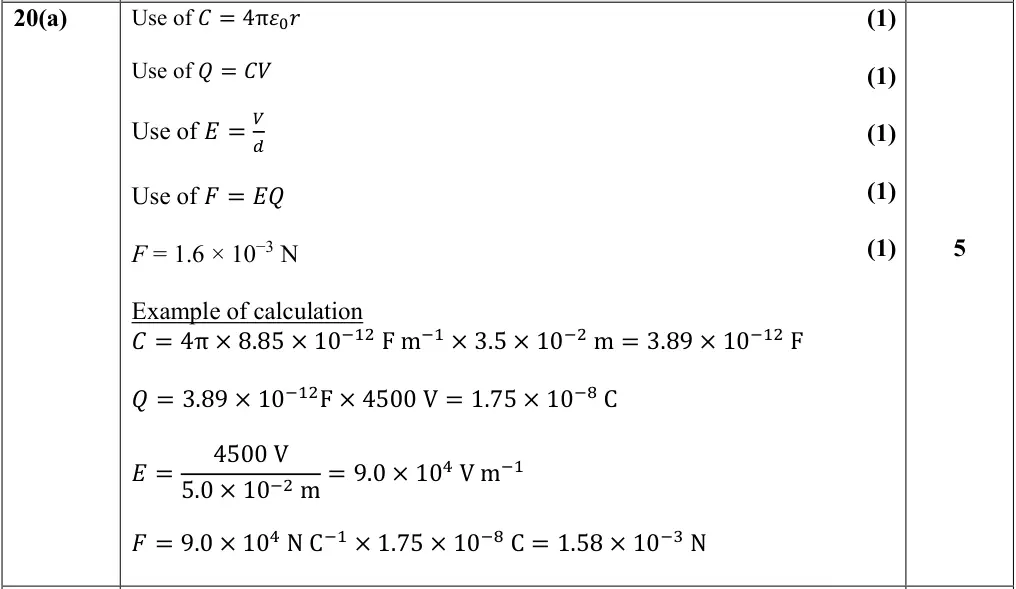 20(a) Use of 𝐶 = 4π𝜀₀𝑟 (1)
Use of 𝑄 = 𝐶𝑉 (1)
Use of 𝐸 = 𝑉/𝑑 (1)
Use of 𝐹 = 𝐸𝑄 (1)
F = 1.6 × 10⁻³ N (1) 5
Example of calculation
𝐶 = 4π × 8.85 × 10⁻¹² F m⁻¹ × 3.5 × 10⁻² m = 3.89 × 10⁻¹² F
𝑄 = 3.89 × 10⁻¹²F × 4500 V = 1.75 × 10⁻⁸ C
𝐸 = 4500 V / 5.0 × 10⁻² m = 9.0 × 10⁴ V m⁻¹
𝐹 = 9.0 × 10⁴ N C⁻¹ × 1.75 × 10⁻⁸ C = 1.58 × 10⁻³ N